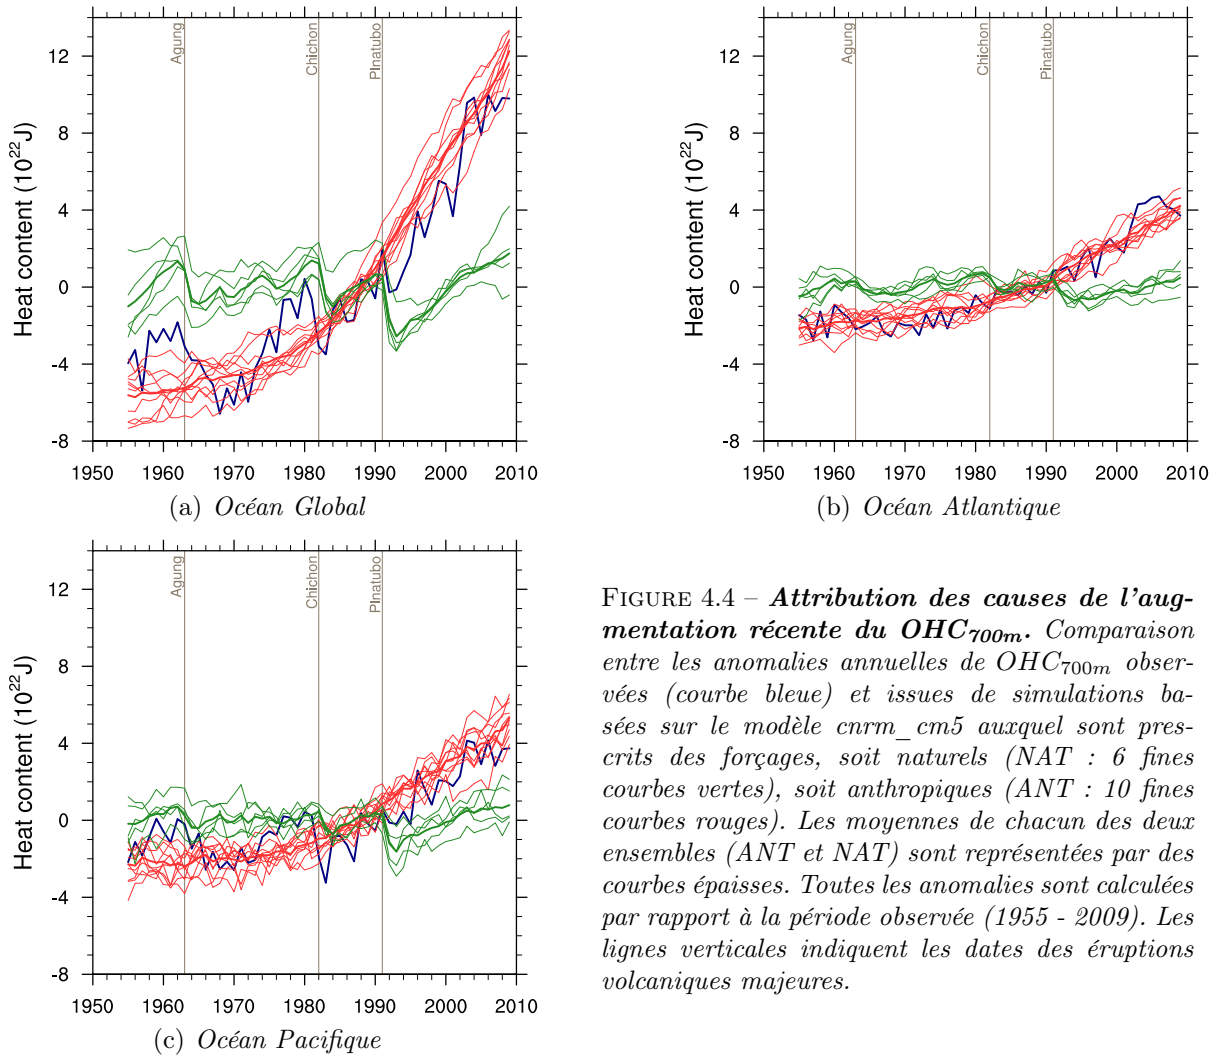 Heat content (10²²J)
12
8
4
0
-4
-8
Agung
Chichon
PInatubo
1950 1960 1970 1980 1990 2000 2010
(a) Océan Global
Heat content (10²²J)
12
8
4
0
-4
-8
Agung
Chichon
PInatubo
1950 1960 1970 1980 1990 2000 2010
(b) Océan Atlantique
Heat content (10²²J)
12
8
4
0
-4
-8
Agung
Chichon
PInatubo
1950 1960 1970 1980 1990 2000 2010
(c) Océan Pacifique
FIGURE 4.4 – Attribution des causes de l'aug-
mentation récente du OHC700m. Comparaison
entre les anomalies annuelles de OHC700m obser-
vées (courbe bleue) et issues de simulations ba-
sées sur le modèle cnrm_cm5 auxquel sont pres-
crits des forçages, soit naturels (NAT : 6 fines
courbes vertes), soit anthropiques (ANT : 10 fines
courbes rouges). Les moyennes de chacun des deux
ensembles (ANT et NAT) sont représentées par des
courbes épaisses. Toutes les anomalies sont calculées
par rapport à la période observée (1955 - 2009). Les
lignes verticales indiquent les dates des éruptions
volcaniques majeures.